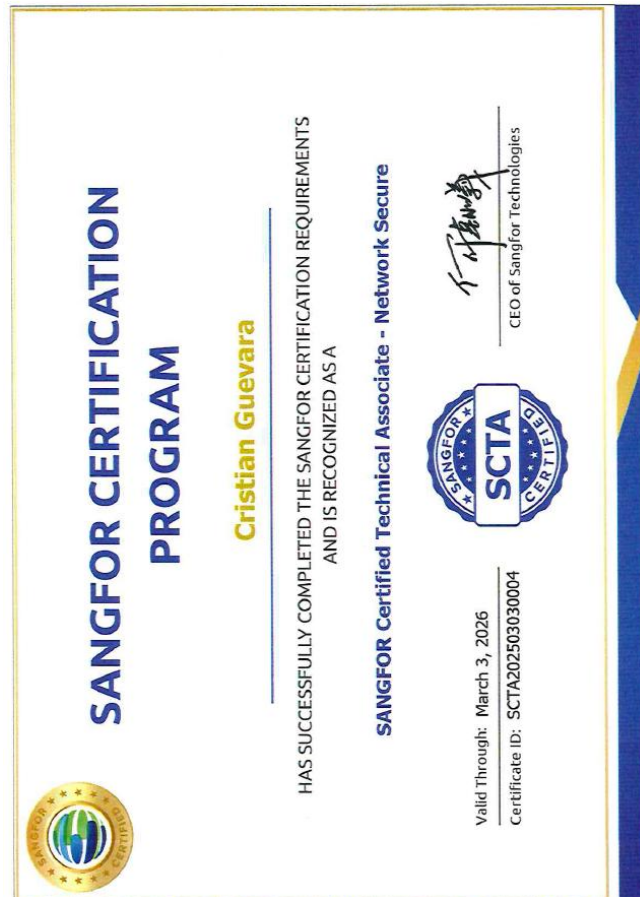 SANGFOR CERTIFIED
SANGFOR CERTIFICATION
PROGRAM
Cristian Guevara
HAS SUCCESSFULLY COMPLETED THE SANGFOR CERTIFICATION REQUIREMENTS
AND IS RECOGNIZED AS A
SANGFOR Certified Technical Associate - Network Secure
Valid Through: March 3, 2026
Certificate ID: SCTA202503030004
SANGFOR
SCTA
CERTIFIED
CEO of Sangfor Technologies